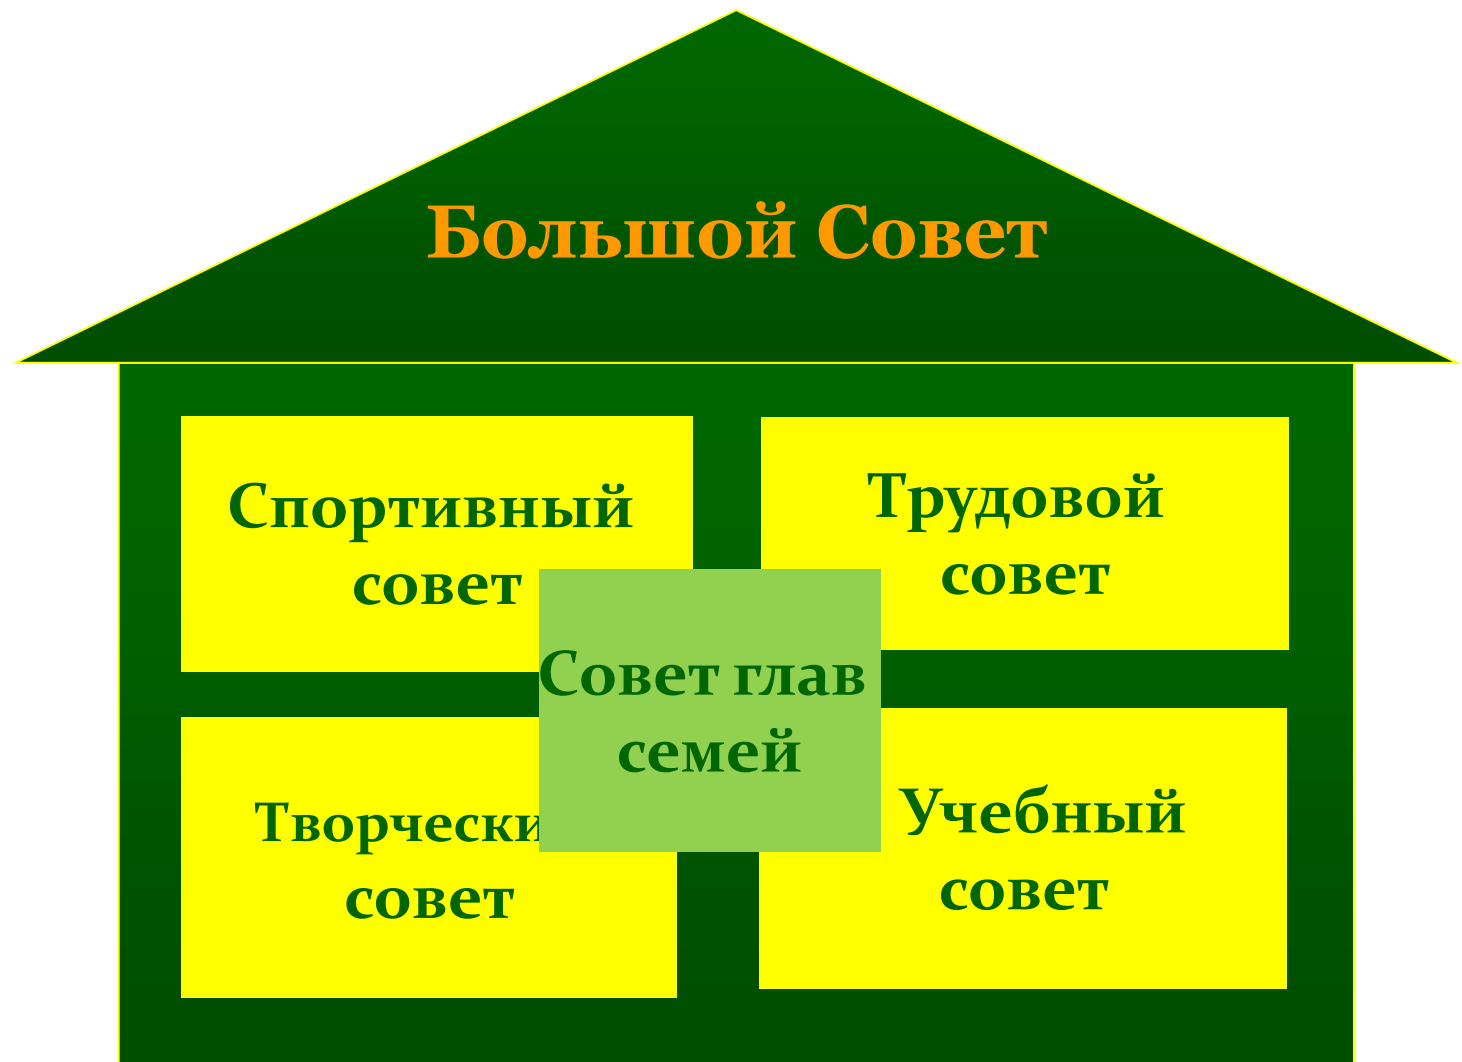 Большой Совет
Спортивный
совет
Трудовой
совет
Совет глав
семей
Творчески
совет
Учебный
совет